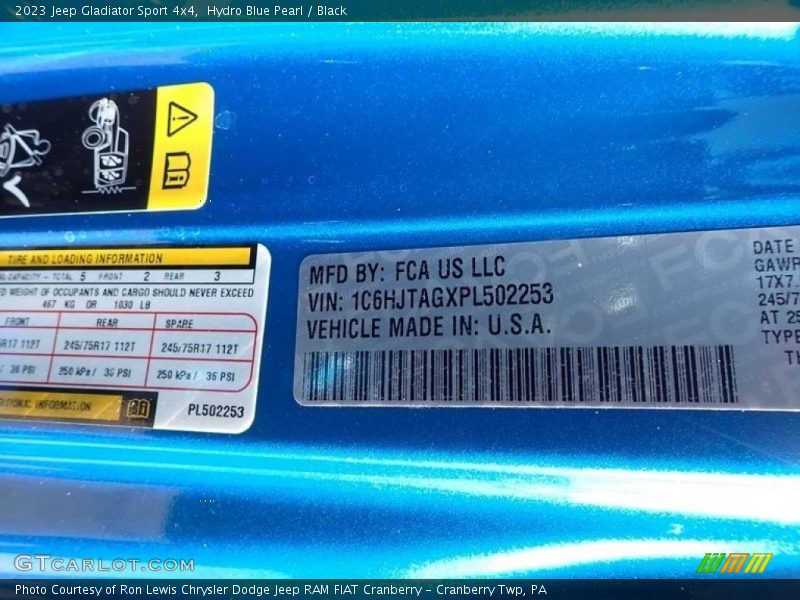 2023 Jeep Gladiator Sport 4x4, Hydro Blue Pearl / Black
TIRE AND LOADING INFORMATION
CAPACITY - TOTAL 5 FRONT 2 REAR 3
WEIGHT OF OCCUPANTS AND CARGO SHOULD NEVER EXCEED
467 KG OR 1030 LB
FRONT REAR SPARE
R17 112T 245/75R17 112T 245/75R17 112T
/ 36 PSI 250 kPa / 36 PSI 250 kPa / 36 PSI
INFORMATION
PL502253
MFD BY: FCA US LLC
VIN: 1C6HJTAGXPL502253
VEHICLE MADE IN: U.S.A.
DATE
GAWR
17X7.
245/7
AT 25
TYPE
GTCARLOT.COM
Photo Courtesy of Ron Lewis Chrysler Dodge Jeep RAM FIAT Cranberry - Cranberry Twp, PA